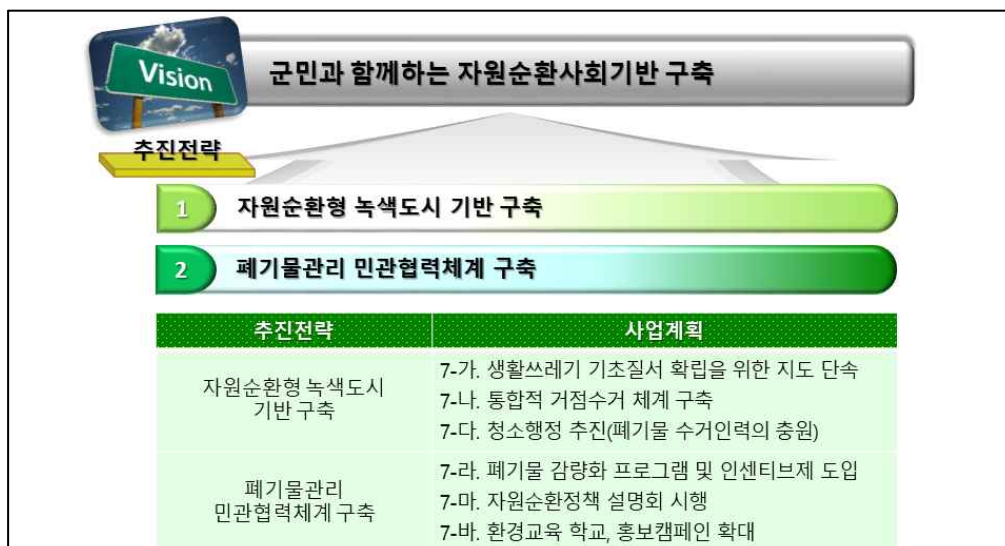 Vision
군민과 함께하는 자원순환사회기반 구축
추진전략
1 자원순환형 녹색도시 기반 구축
2 폐기물관리 민관협력체계 구축
추진전략 사업계획
자원순환형 녹색도시
기반 구축
7-가. 생활쓰레기 기초질서 확립을 위한 지도 단속
7-나. 통합적 거점수거 체계 구축
7-다. 청소행정 추진(폐기물 수거인력의 충원)
폐기물관리
민관협력체계 구축
7-라. 폐기물 감량화 프로그램 및 인센티브제 도입
7-마. 자원순환정책 설명회 시행
7-바. 환경교육 학교, 홍보캠페인 확대